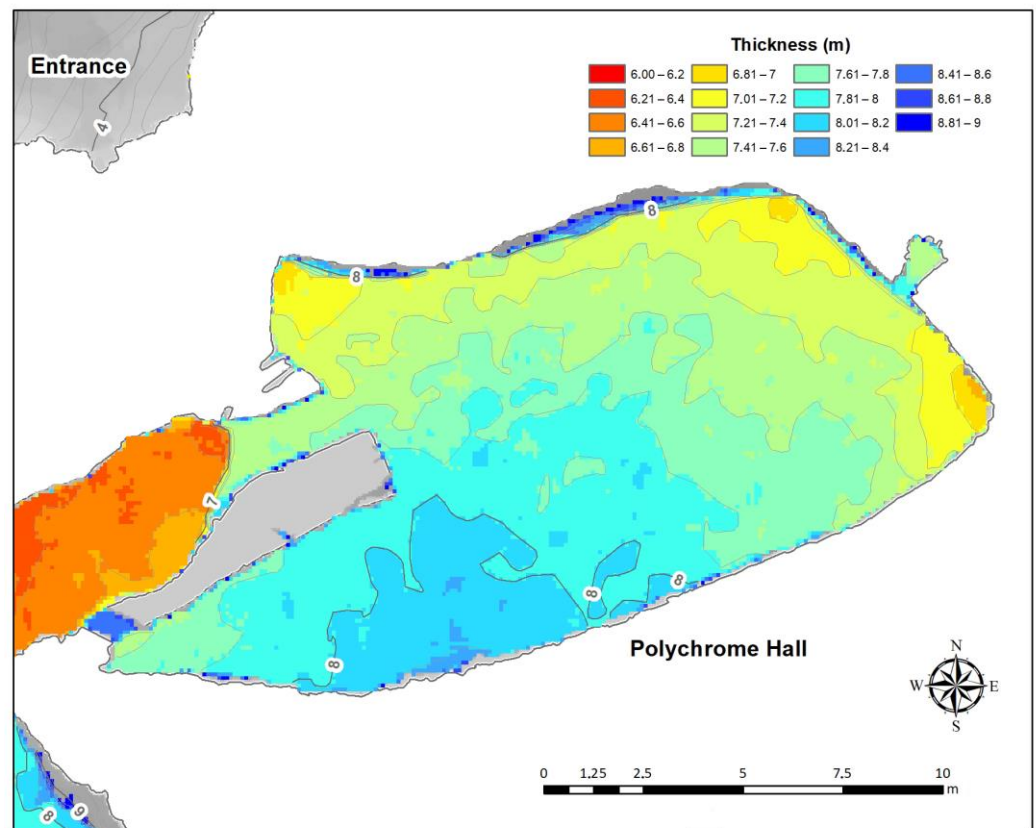 Entrance
4
Thickness (m)
6.00 – 6.2
6.21 – 6.4
6.41 – 6.6
6.61 – 6.8
6.81 – 7
7.01 – 7.2
7.21 – 7.4
7.41 – 7.6
7.61 – 7.8
7.81 – 8
8.01 – 8.2
8.21 – 8.4
8.41 – 8.6
8.61 – 8.8
8.81 – 9
8
8
7
8
8
8
Polychrome Hall
N
W E
S
9
8
0 1,25 2,5 5 7,5 10
m